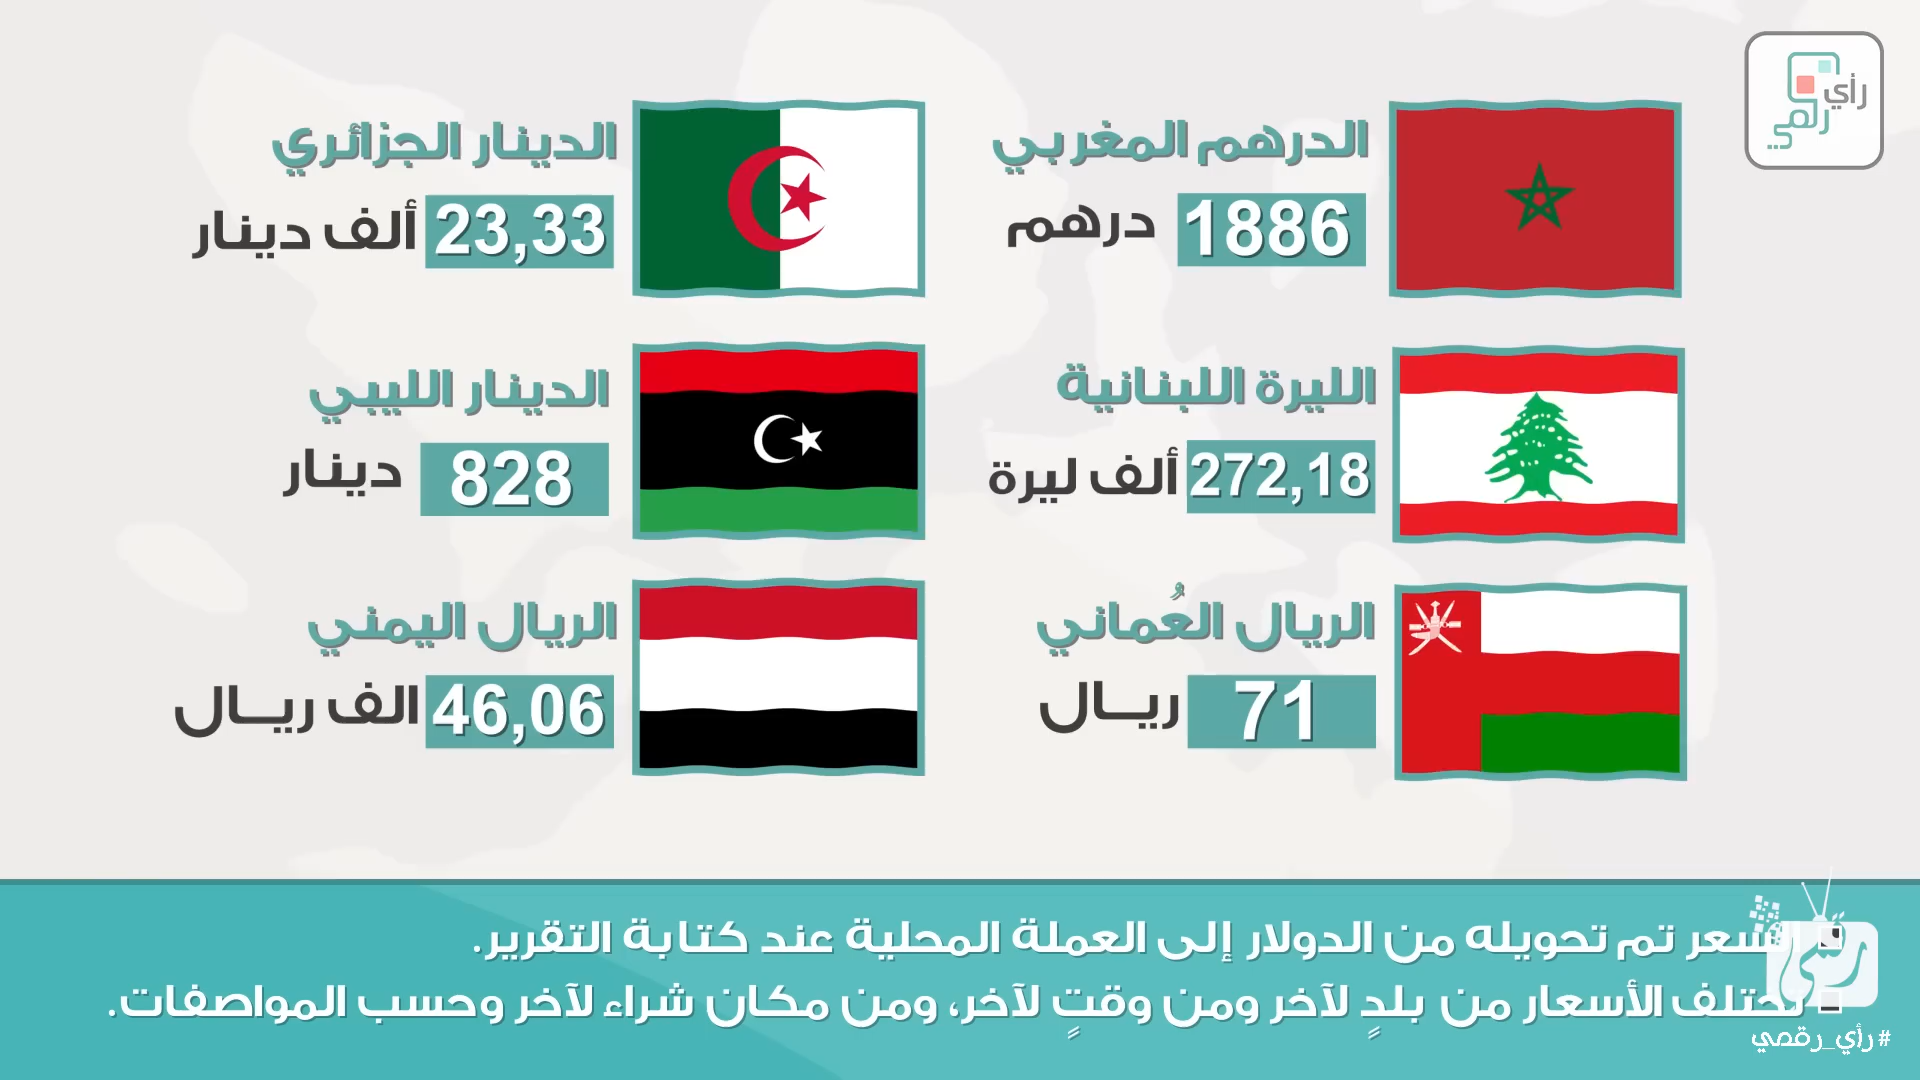 رأي رقمي
الدرهم المغربي
1886 درهم
الدينار الجزائري
23,33 ألف دينار
الليرة اللبنانية
272,18 ألف ليرة
الدينار الليبي
828 دينار
الريال العُماني
71 ريـال
الريال اليمني
46,06 الف ريـال
السعر تم تحويله من الدولار إلى العملة المحلية عند كتابة التقرير.
تختلف الأسعار من بلدٍ لآخر ومن وقتٍ لآخر، ومن مكان شراء لآخر وحسب المواصفات.
#رأي_رقمي